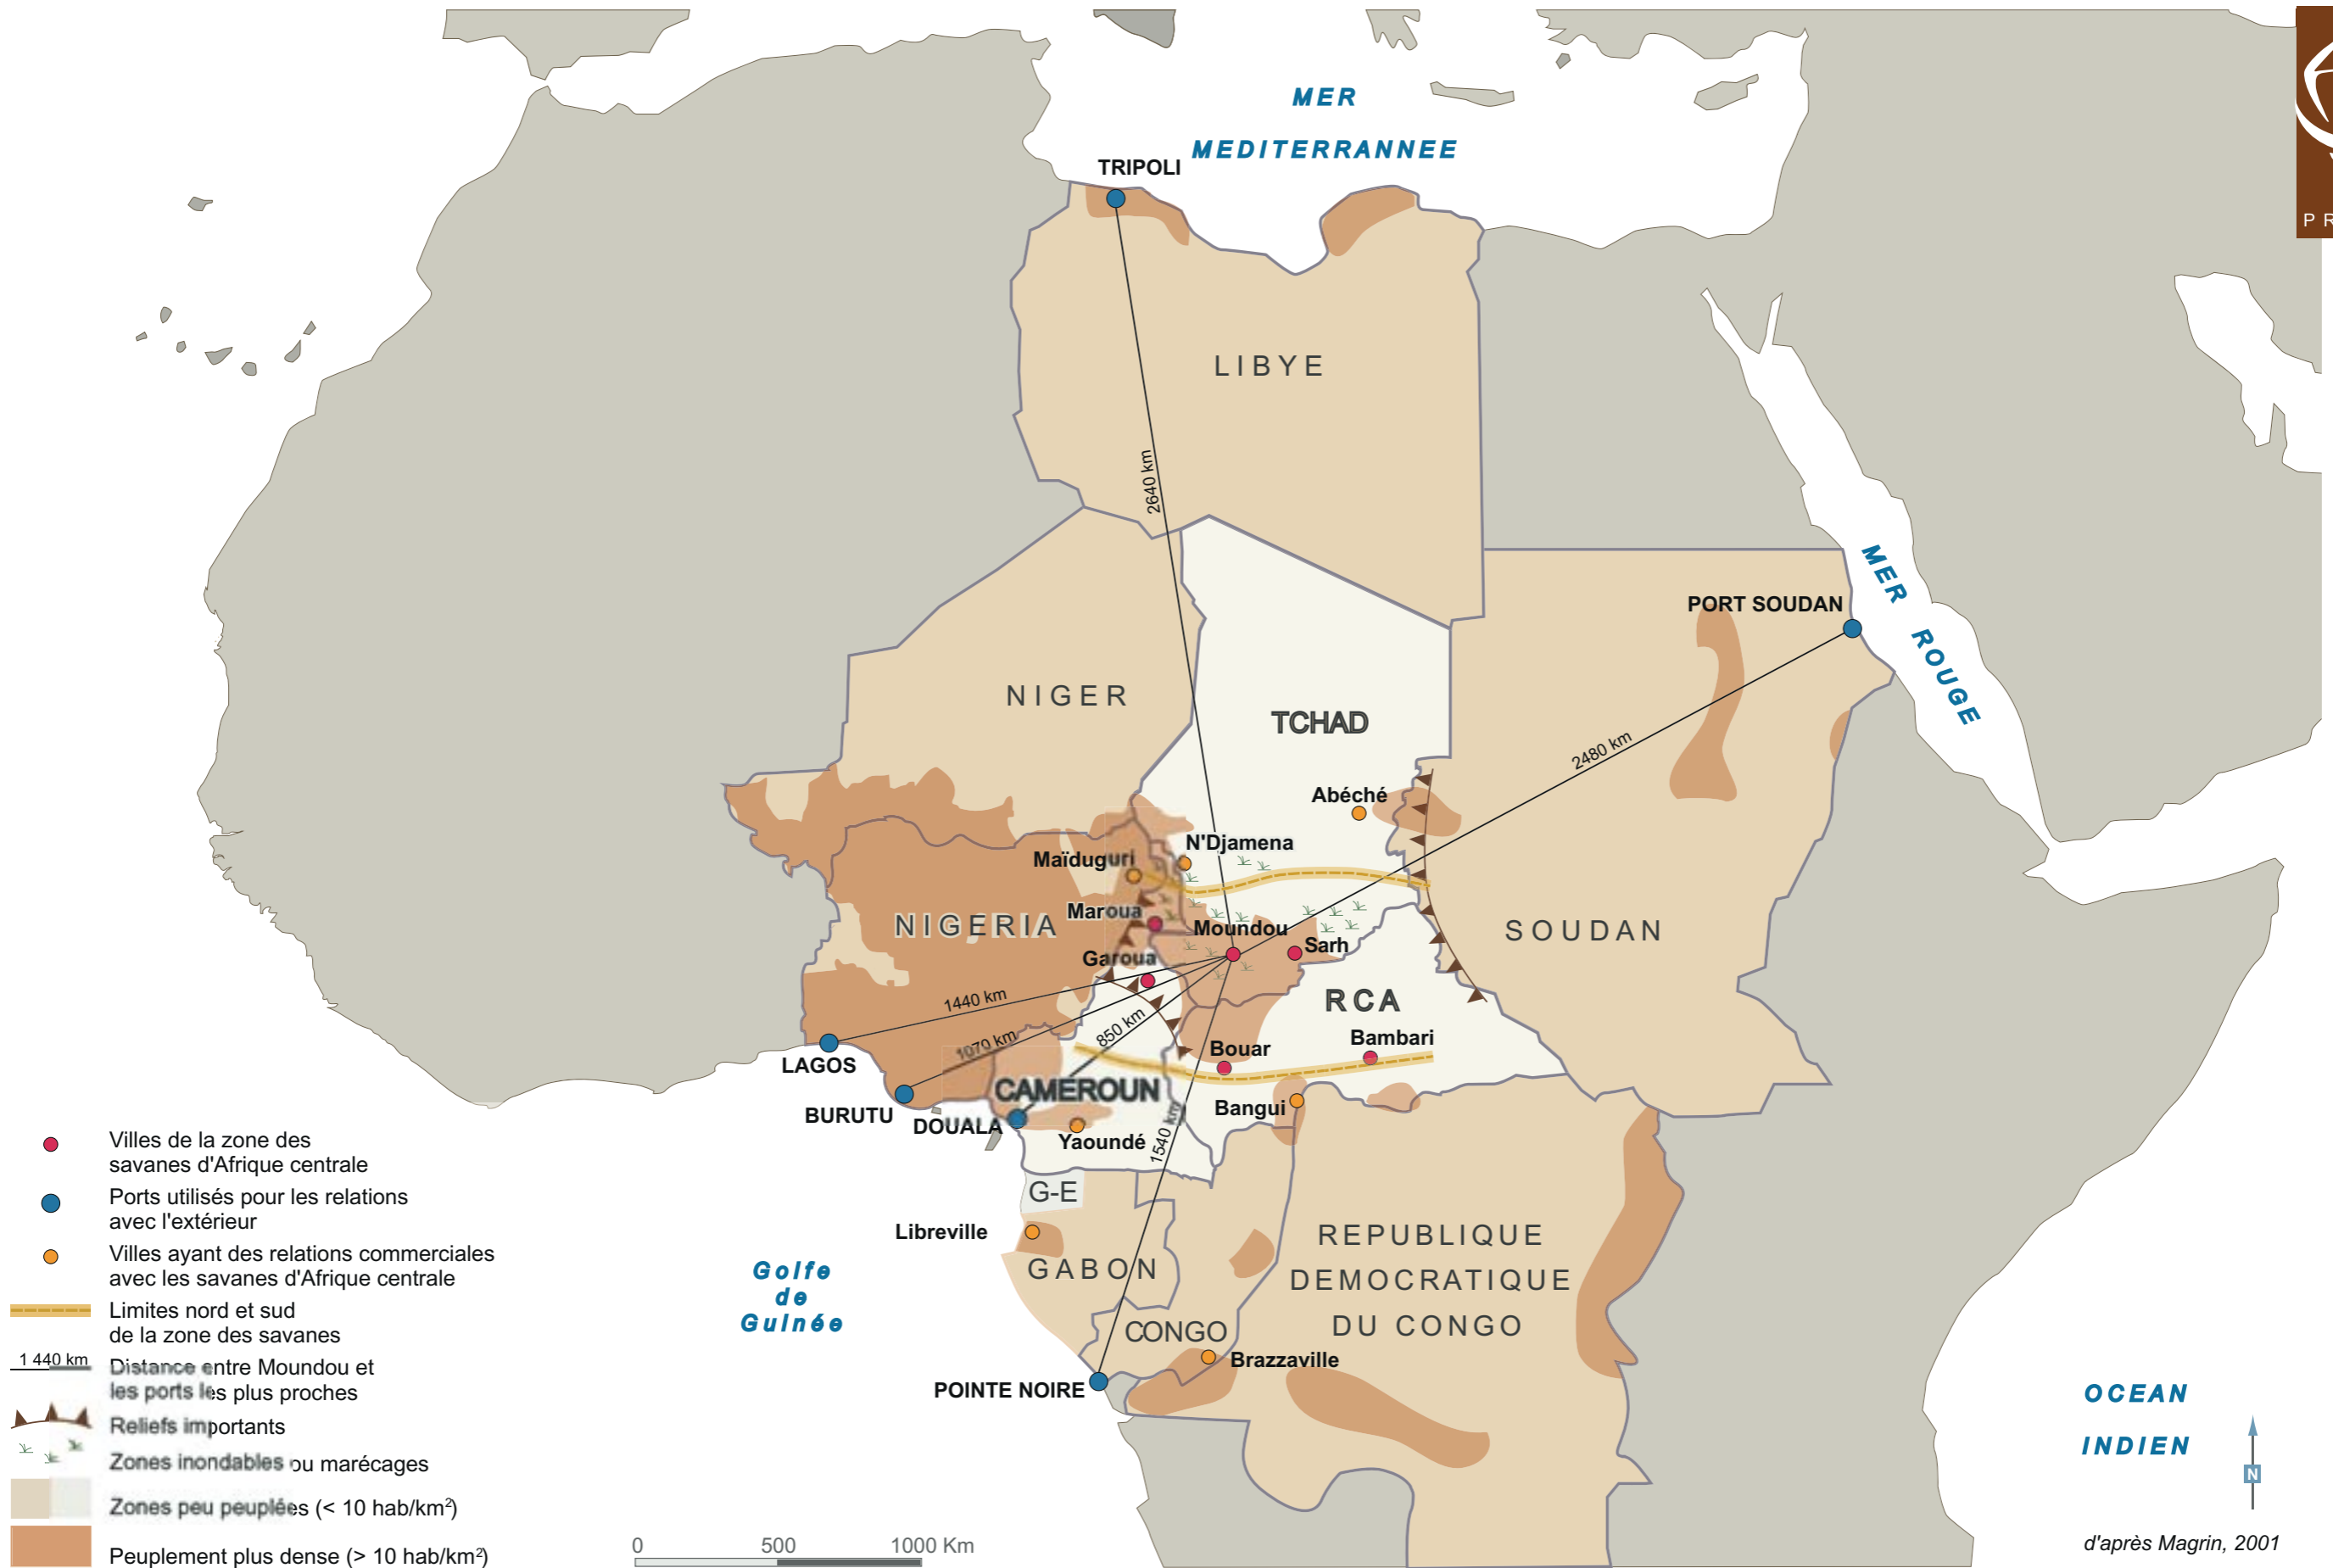 MER
MEDITERRANNEE
TRIPOLI
P R
LIBYE
2640 km
MER ROUGE
PORT SOUDAN
NIGER
TCHAD
2480 km
Abéché
N'Djamena
Maïduguri
Maroua
NIGERIA
Moundou
Sarh
SOUDAN
Garoua
RCA
1440 km
1070 km
850 km
Bouar
Bambari
LAGOS
CAMEROUN
BURUTU
DOUALA
Bangui
Yaoundé
1540 km
G-E
Libreville
GABON
REPUBLIQUE
DEMOCRATIQUE
DU CONGO
Golfe
de
Guinée
CONGO
Brazzaville
POINTE NOIRE
OCEAN
INDIEN
N
Villes de la zone des
savanes d'Afrique centrale
Ports utilisés pour les relations
avec l'extérieur
Villes ayant des relations commerciales
avec les savanes d'Afrique centrale
Limites nord et sud
de la zone des savanes
1 440 km Distance entre Moundou et
les ports les plus proches
Reliefs importants
Zones inondables ou marécages
Zones peu peuplées (< 10 hab/km²)
Peuplement plus dense (> 10 hab/km²)
0 500 1000 Km
d'après Magrin, 2001